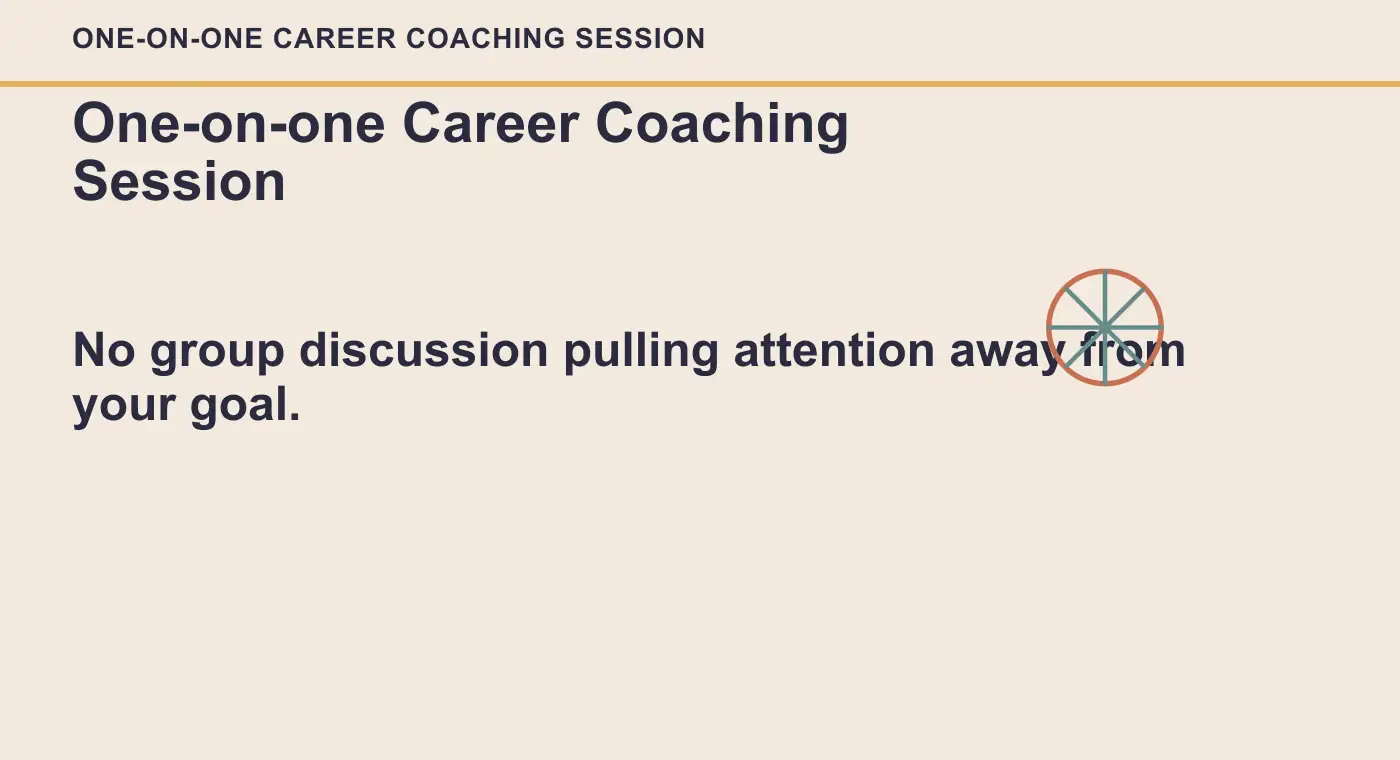 ONE-ON-ONE CAREER COACHING SESSION
One-on-one Career Coaching
Session
No group discussion pulling attention away from
your goal.